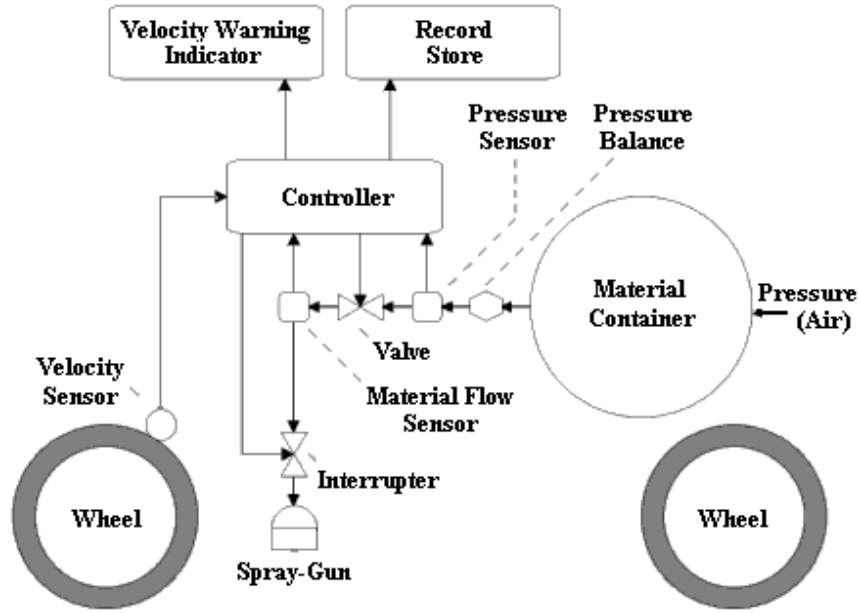 Velocity Warning
Indicator
Record
Store
Pressure
Sensor
Pressure
Balance
Controller
Material
Container
Pressure
(Air)
Valve
Velocity
Sensor
Material Flow
Sensor
Interrupter
Wheel
Wheel
Spray-Gun